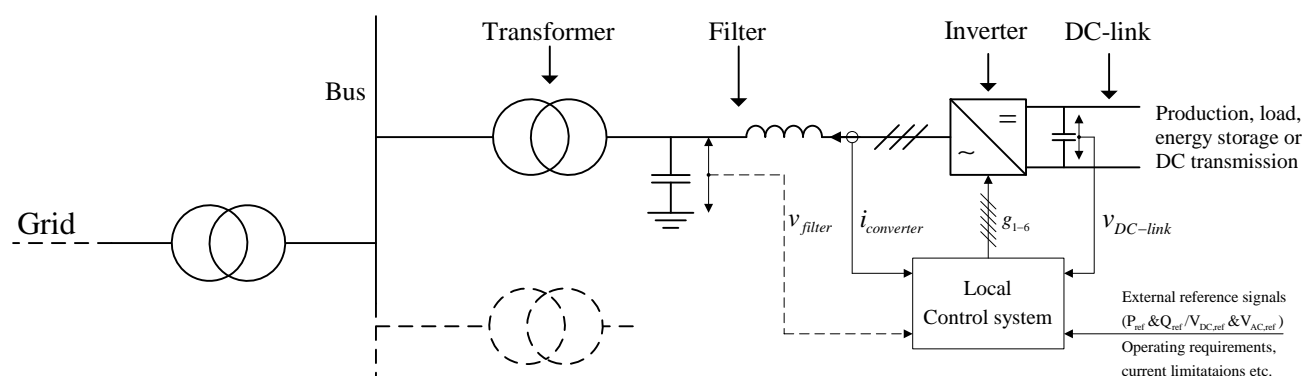 Transformer
Filter
Inverter
DC-link
Bus
Production, load,
energy storage or
DC transmission
=
~
Grid
v_filter
i_converter
g_1–6
v_DC–link
Local
Control system
External reference signals
(P_ref &Q_ref /V_DC,ref &V_AC,ref )
Operating requirements,
current limitataions etc.